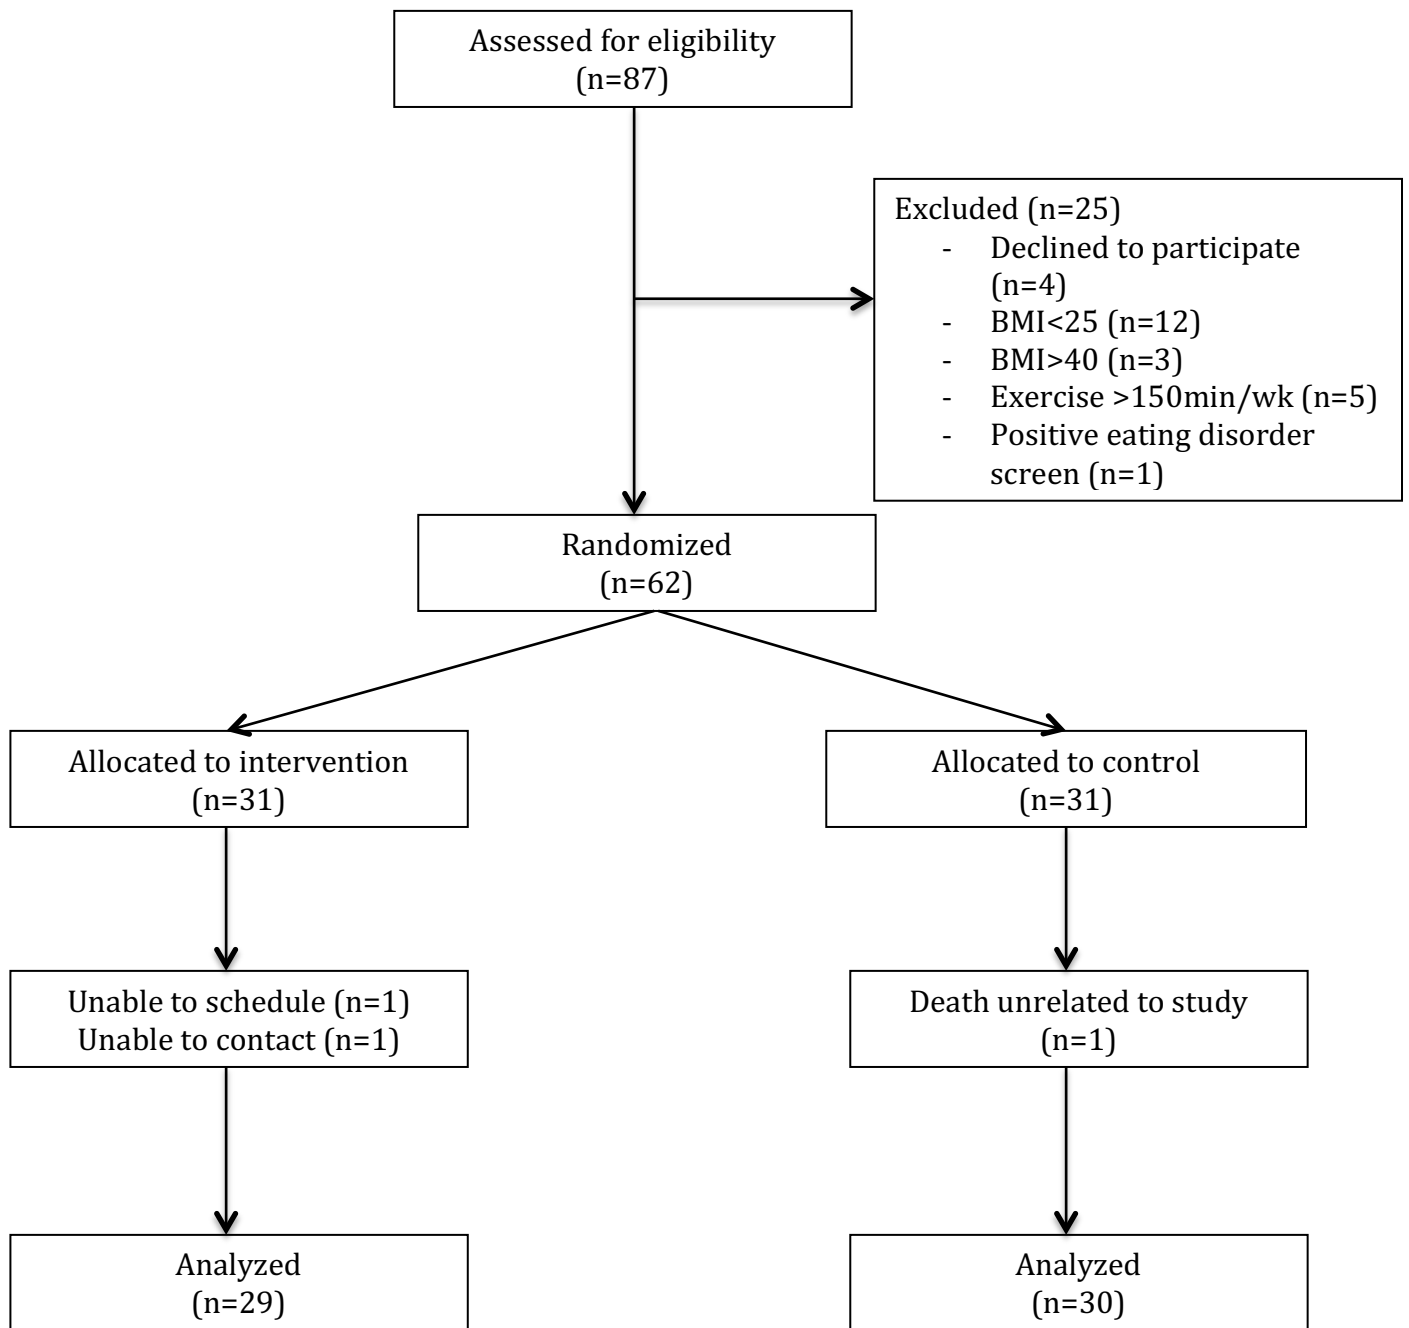 Assessed for eligibility
(n=87)
Excluded (n=25)
- Declined to participate
(n=4)
- BMI<25 (n=12)
- BMI>40 (n=3)
- Exercise >150min/wk (n=5)
- Positive eating disorder
screen (n=1)
Randomized
(n=62)
Allocated to intervention
(n=31)
Allocated to control
(n=31)
Unable to schedule (n=1)
Unable to contact (n=1)
Death unrelated to study
(n=1)
Analyzed
(n=29)
Analyzed
(n=30)